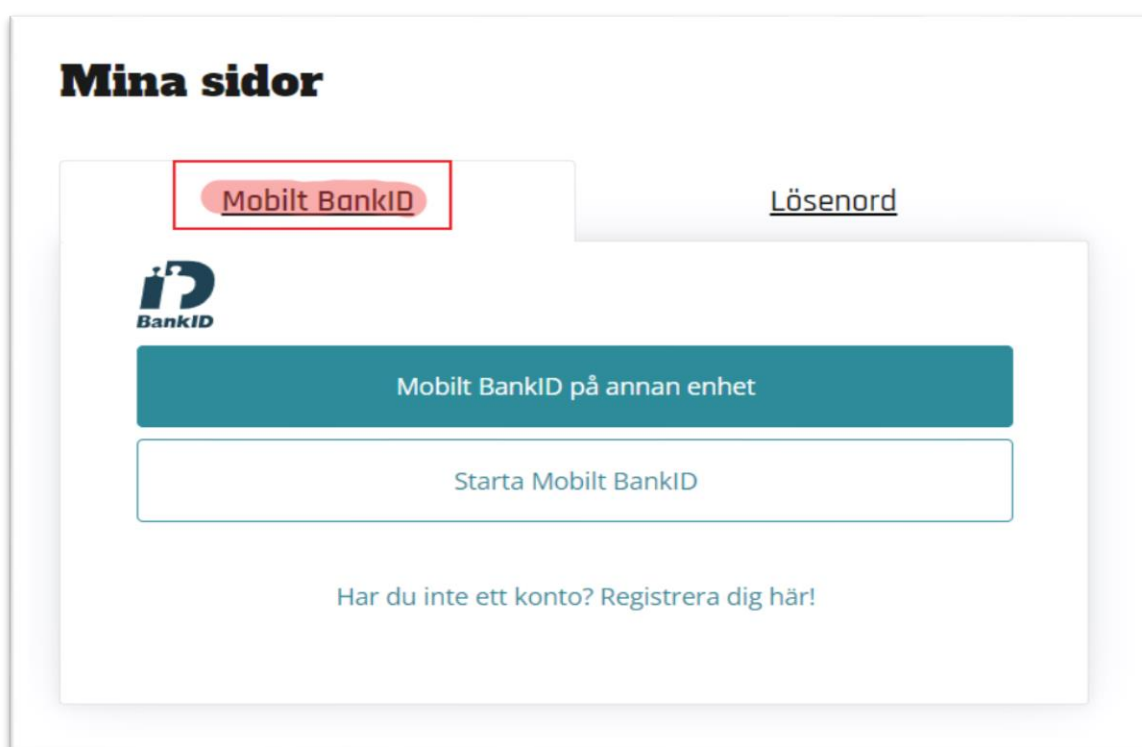 Mina sidor
Mobilt BankID
Lösenord
BankID
Mobilt BankID på annan enhet
Starta Mobilt BankID
Har du inte ett konto? Registrera dig här!